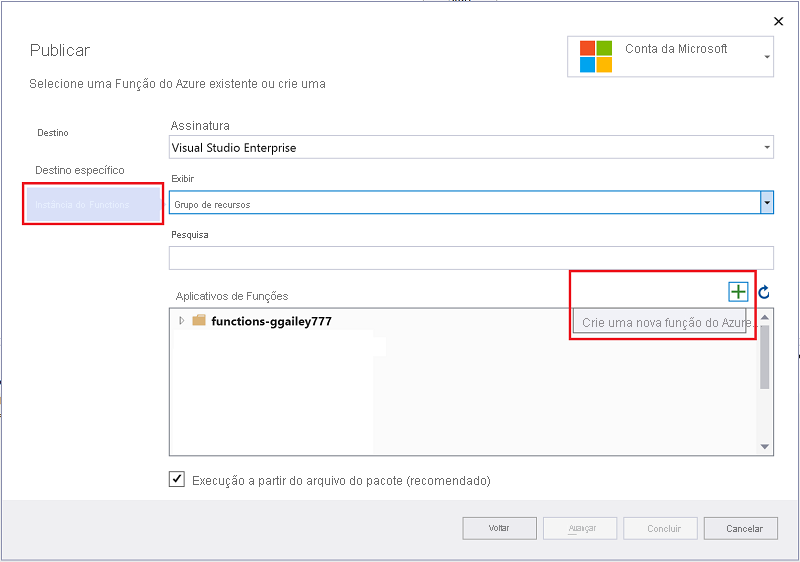 Publicar
Conta da Microsoft
Selecione uma Função do Azure existente ou crie uma
Destino
Assinatura
Visual Studio Enterprise
Destino específico
Exibir
Instância do Functions
Grupo de recursos
Pesquisa
Aplicativos de Funções
functions-ggailey777
Crie uma nova função do Azure...
Execução a partir do arquivo do pacote (recomendado)
Voltar
Avançar
Concluir
Cancelar